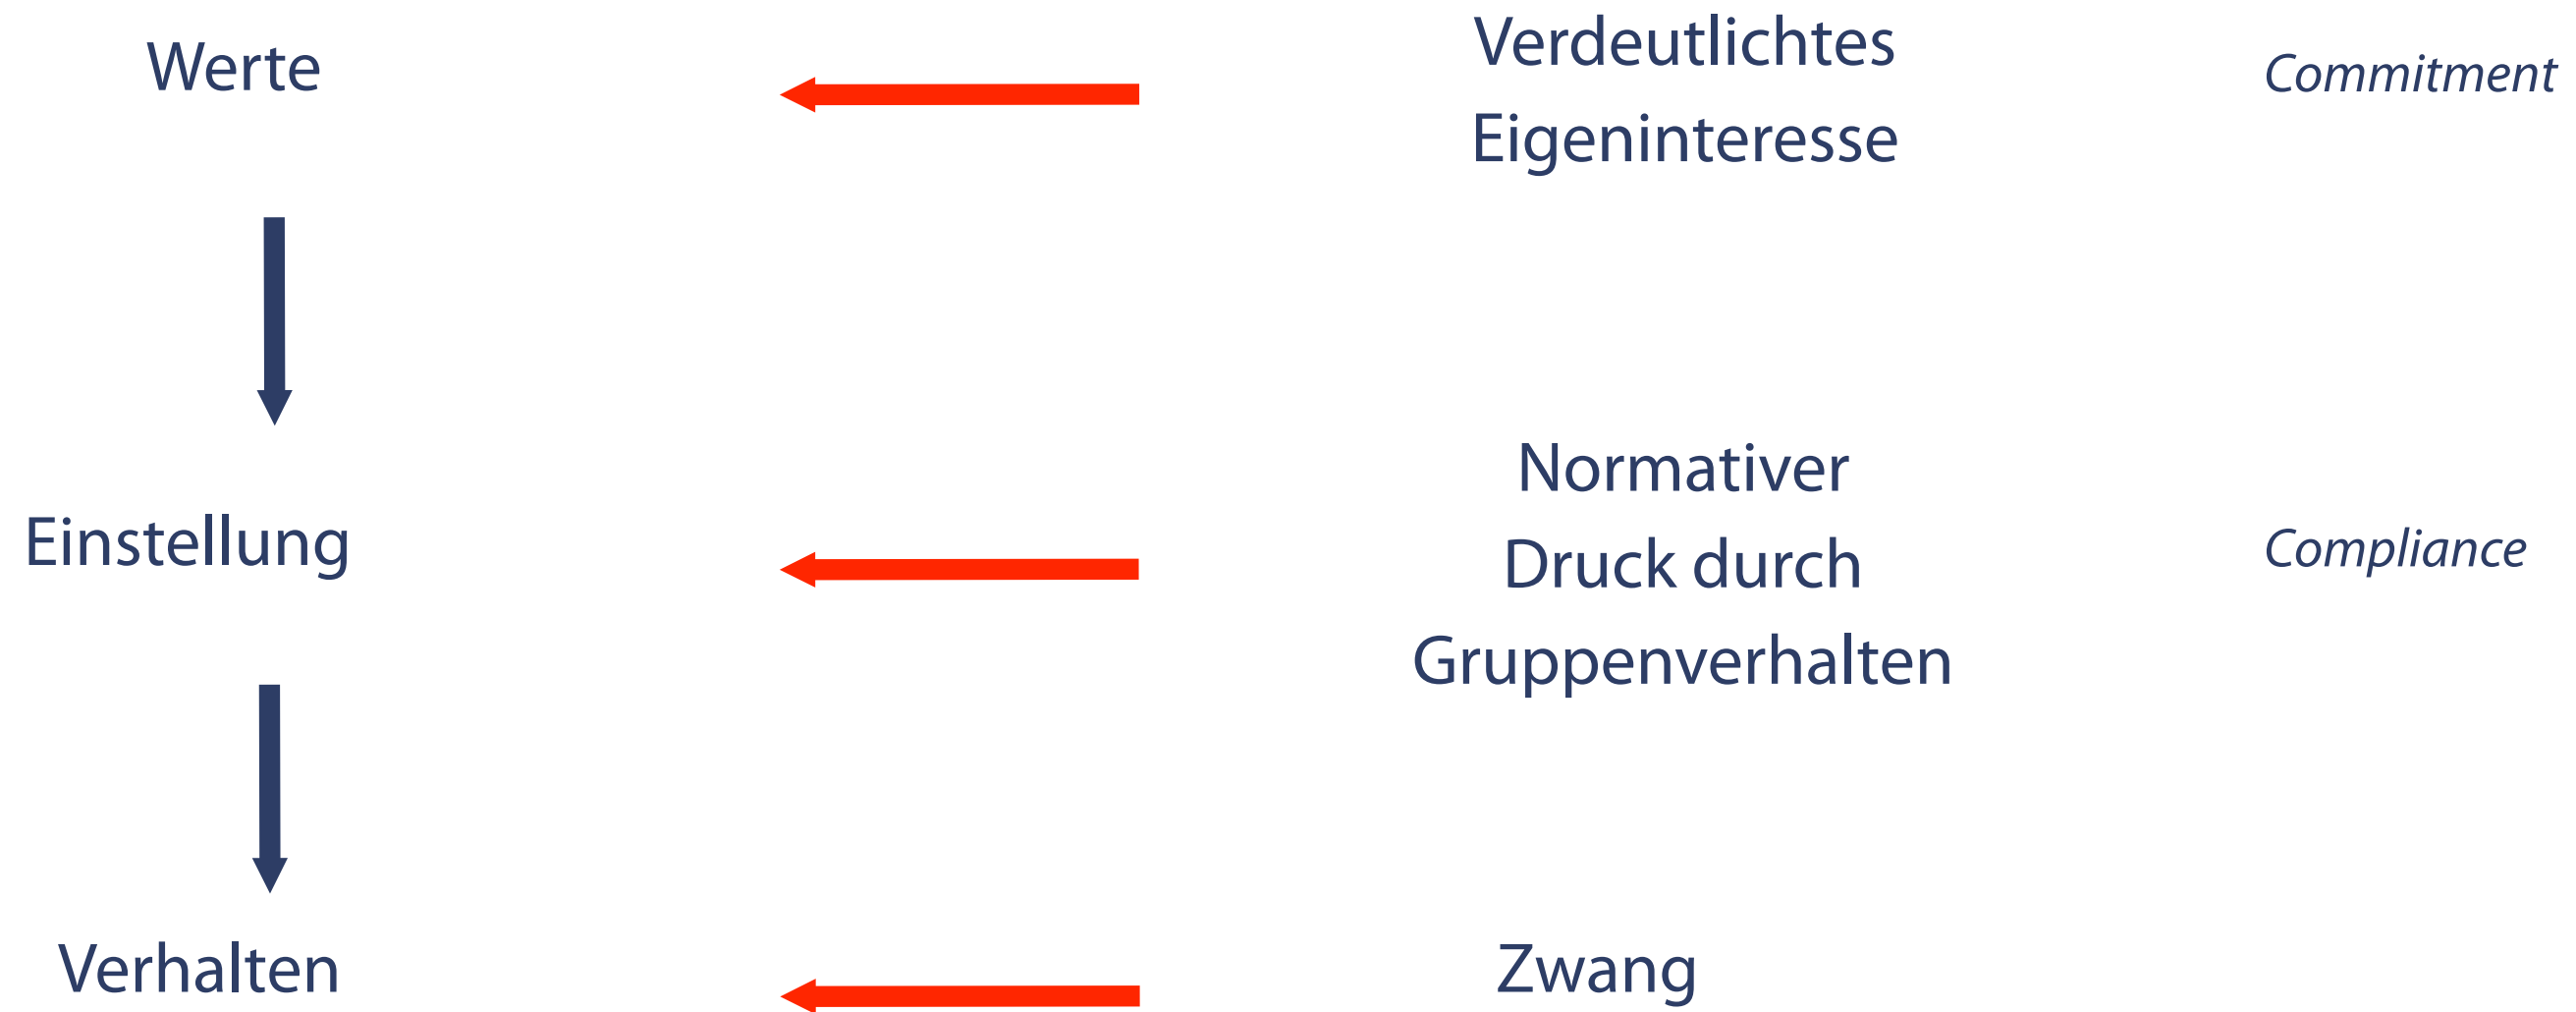 Werte
Verdeutlichtes
Eigeninteresse
Commitment
Einstellung
Normativer
Druck durch
Gruppenverhalten
Compliance
Verhalten
Zwang